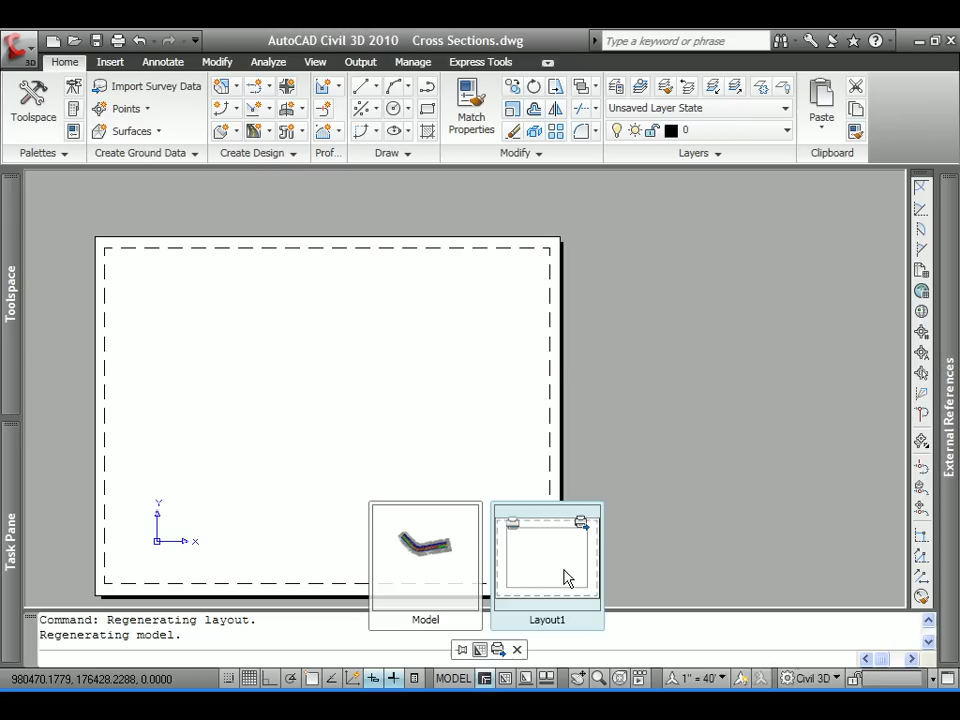 AutoCAD Civil 3D 2010 Cross Sections.dwg
Type a keyword or phrase
3D
Home Insert Annotate Modify Analyze View Output Manage Express Tools
Toolspace
Import Survey Data
Points
Surfaces
Match
Properties
Unsaved Layer State
0
Paste
Palettes Create Ground Data Create Design Prof... Draw Modify Layers Clipboard
Toolspace
Task Pane
External References
Y
X
Model
Layout1
Command: Regenerating layout.
Regenerating model.
980470.1779, 176428.2288, 0.0000
MODEL
1" = 40'
Civil 3D